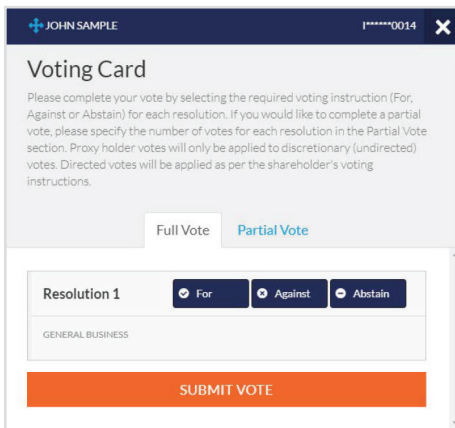 JOHN SAMPLE I******0014
Voting Card
Please complete your vote by selecting the required voting instruction (For,
Against or Abstain) for each resolution. If you would like to complete a partial
vote, please specify the number of votes for each resolution in the Partial Vote
section. Proxy holder votes will only be applied to discretionary (undirected)
votes. Directed votes will be applied as per the shareholder's voting
instructions.
Full Vote Partial Vote
Resolution 1 For Against Abstain
GENERAL BUSINESS
SUBMIT VOTE